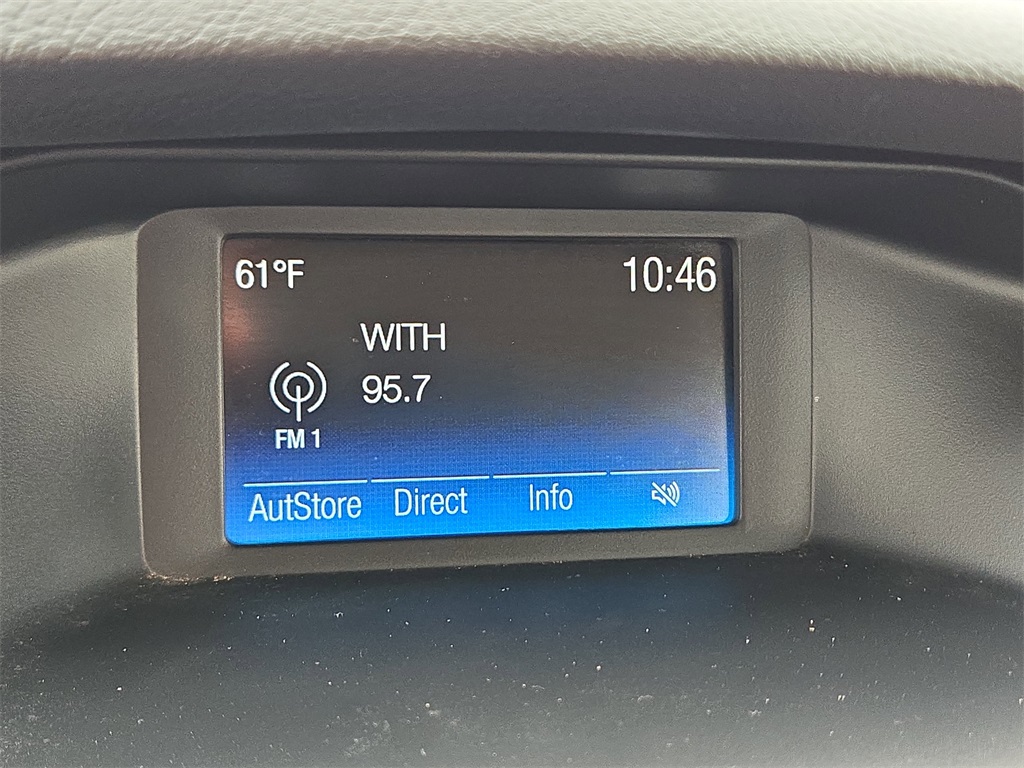 61°F
10:46
WITH
95.7
FM 1
AutStore Direct Info